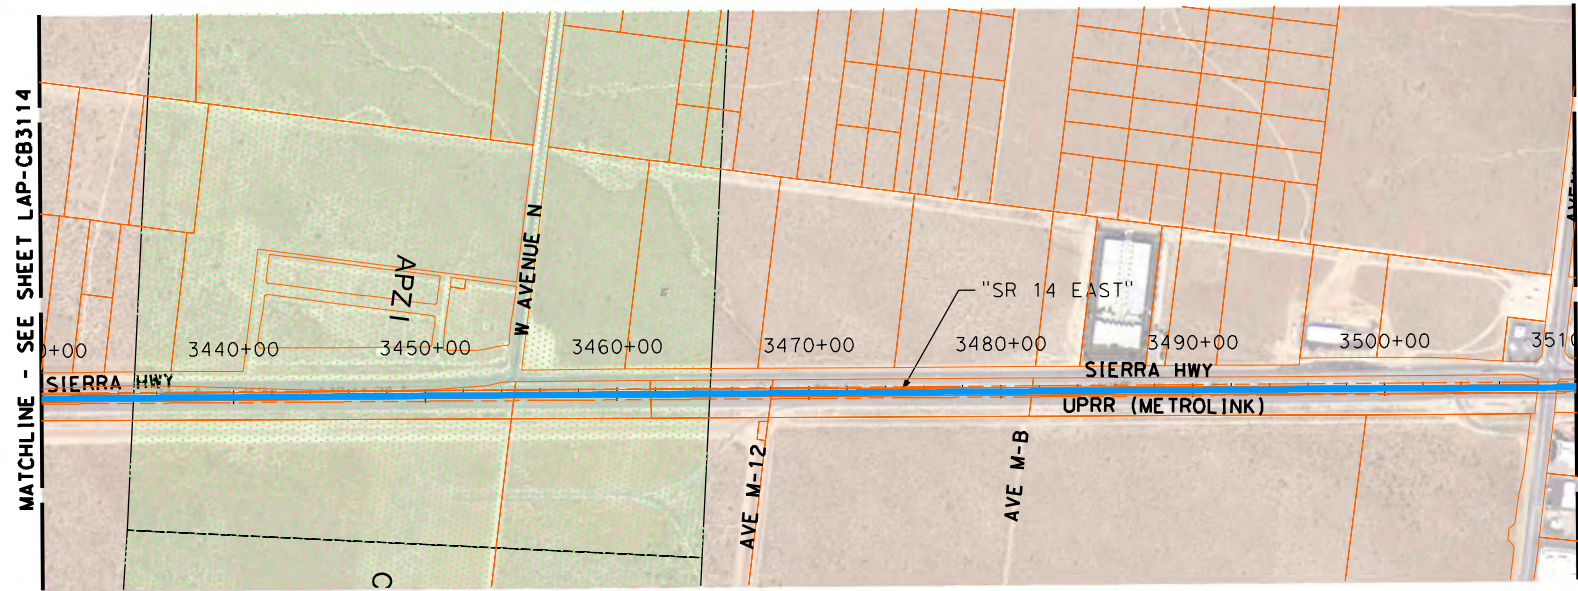 MATCHLINE - SEE SHEET LAP-CB3114
W AVENUE N
APZ I
"SR 14 EAST"
0+00
3440+00
3450+00
3460+00
3470+00
3480+00
3490+00
3500+00
3510
SIERRA HWY
SIERRA HWY
UPRR (METROLINK)
AVE M-12
AVE M-B
C